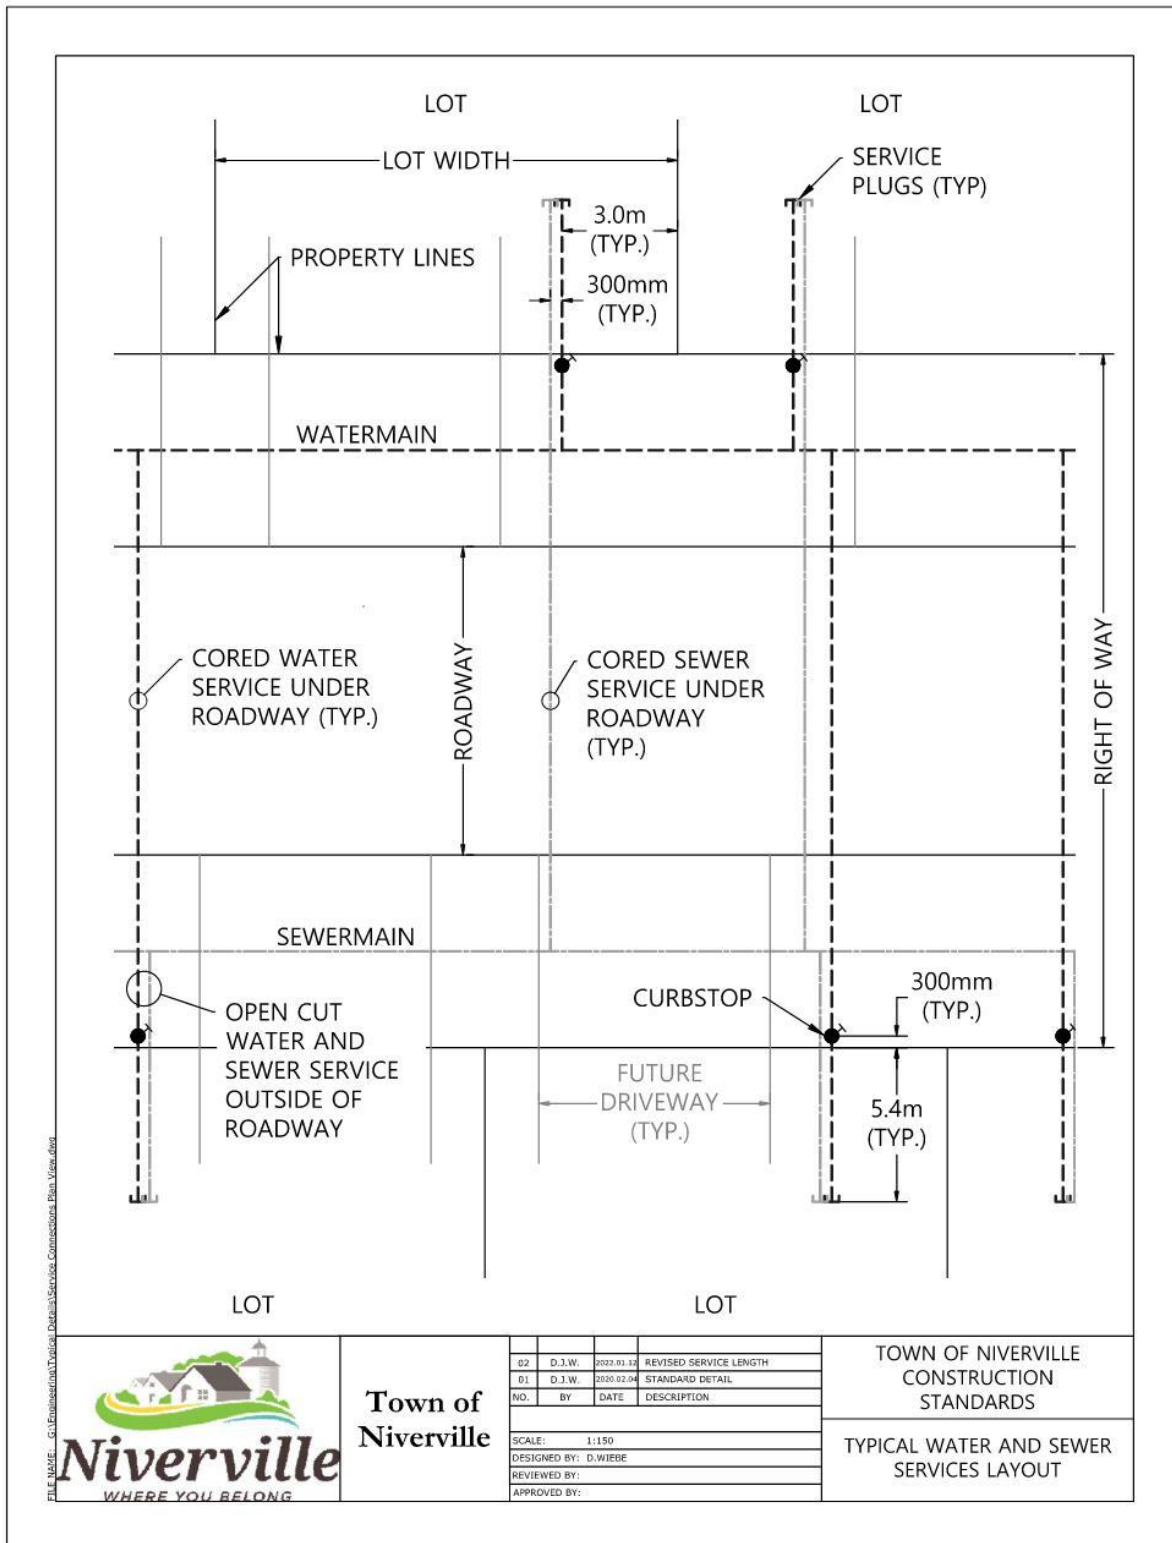 LOT
LOT
LOT WIDTH
SERVICE
PLUGS (TYP)
3.0m
(TYP.)
PROPERTY LINES
300mm
(TYP.)
WATERMAIN
CORED WATER
SERVICE UNDER
ROADWAY (TYP.)
ROADWAY
CORED SEWER
SERVICE UNDER
ROADWAY
(TYP.)
RIGHT OF WAY
SEWERMAIN
OPEN CUT
WATER AND
SEWER SERVICE
OUTSIDE OF
ROADWAY
CURBSTOP
300mm
(TYP.)
FUTURE
DRIVEWAY
(TYP.)
5.4m
(TYP.)
LOT
LOT
FILE NAME: G:\Engineering\Typical Details\Service Connections Plan View.dwg
Niverville
WHERE YOU BELONG
Town of
Niverville
02 D.J.W. 2022.01.12 REVISED SERVICE LENGTH
01 D.J.W. 2020.02.04 STANDARD DETAIL
NO. BY DATE DESCRIPTION
SCALE: 1:150
DESIGNED BY: D.WIEBE
REVIEWED BY:
APPROVED BY:
TOWN OF NIVERVILLE
CONSTRUCTION
STANDARDS
TYPICAL WATER AND SEWER
SERVICES LAYOUT